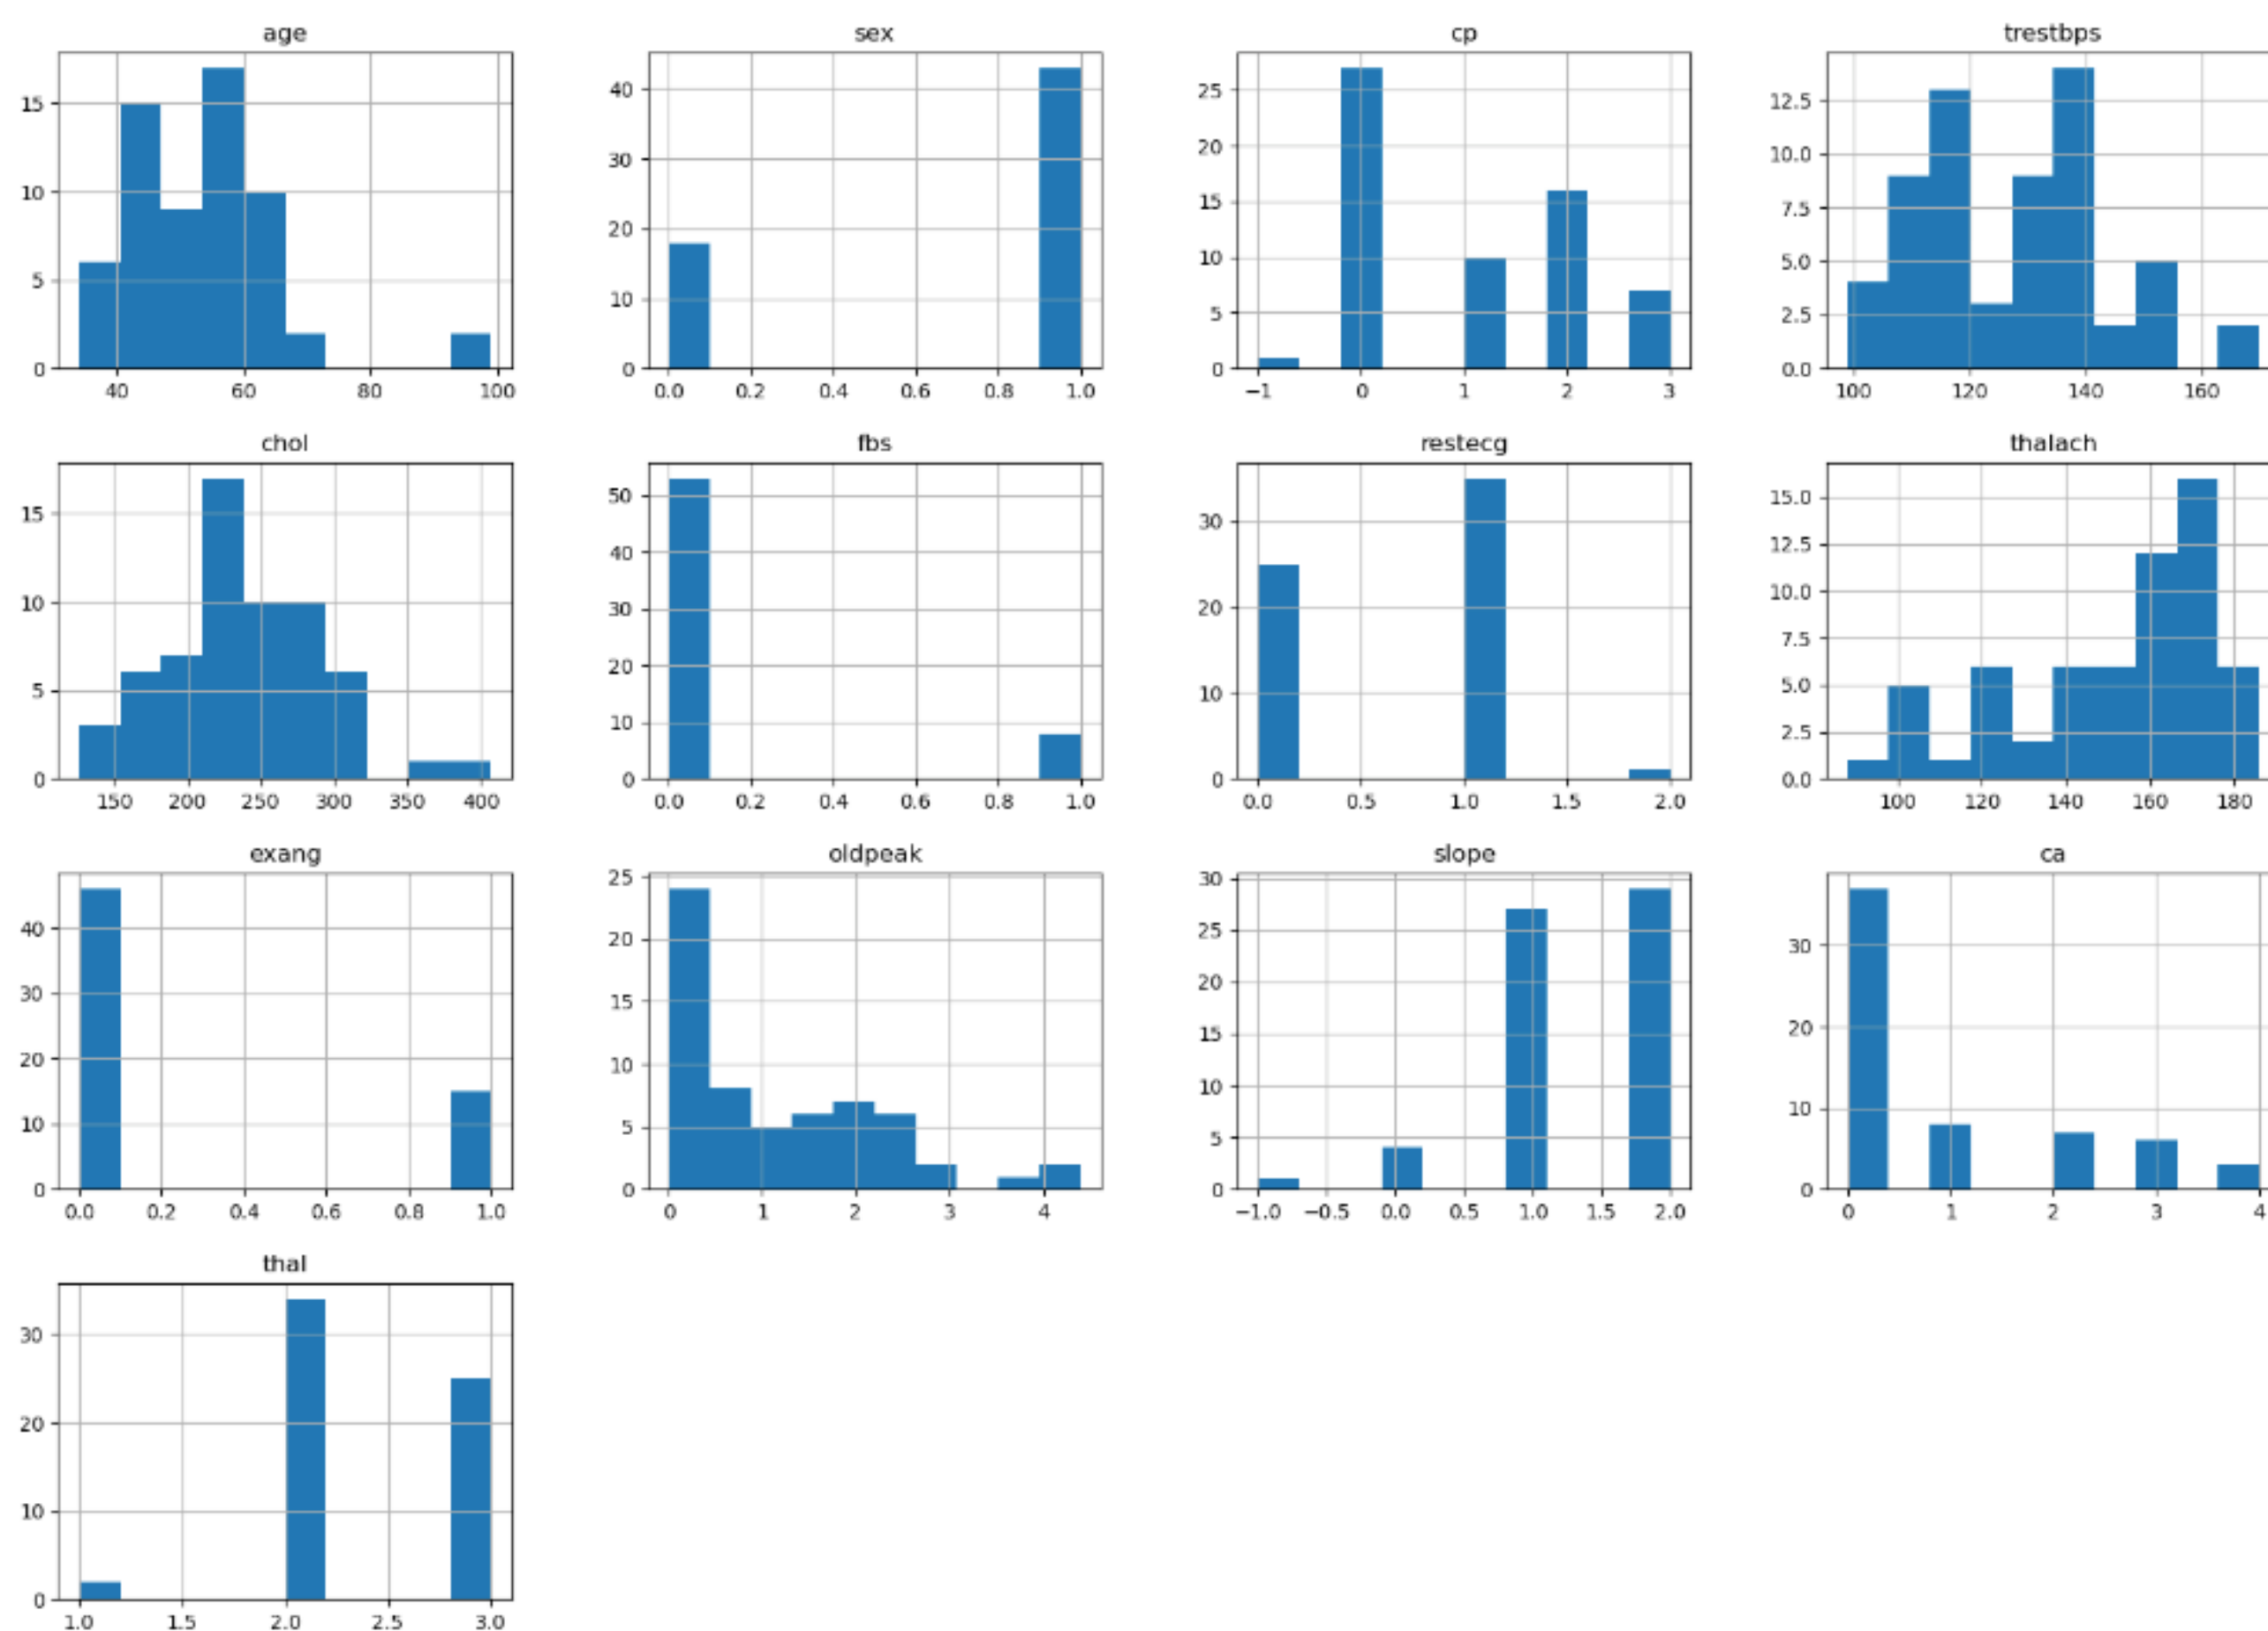 age sex cp trestbps
15 10 5 0
40 60 80 100
40 30 20 10 0
0.0 0.2 0.4 0.6 0.8 1.0
25 20 15 10 5 0
−1 0 1 2 3
12.5 10.0 7.5 5.0 2.5 0.0
100 120 140 160
chol fbs restecg thalach
15 10 5 0
150 200 250 300 350 400
50 40 30 20 10 0
0.0 0.2 0.4 0.6 0.8 1.0
30 20 10 0
0.0 0.5 1.0 1.5 2.0
15.0 12.5 10.0 7.5 5.0 2.5 0.0
100 120 140 160 180
exang oldpeak slope ca
40 30 20 10 0
0.0 0.2 0.4 0.6 0.8 1.0
25 20 15 10 5 0
0 1 2 3 4
30 25 20 15 10 5 0
−1.0 −0.5 0.0 0.5 1.0 1.5 2.0
30 20 10 0
0 1 2 3 4
thal
30 20 10 0
1.0 1.5 2.0 2.5 3.0